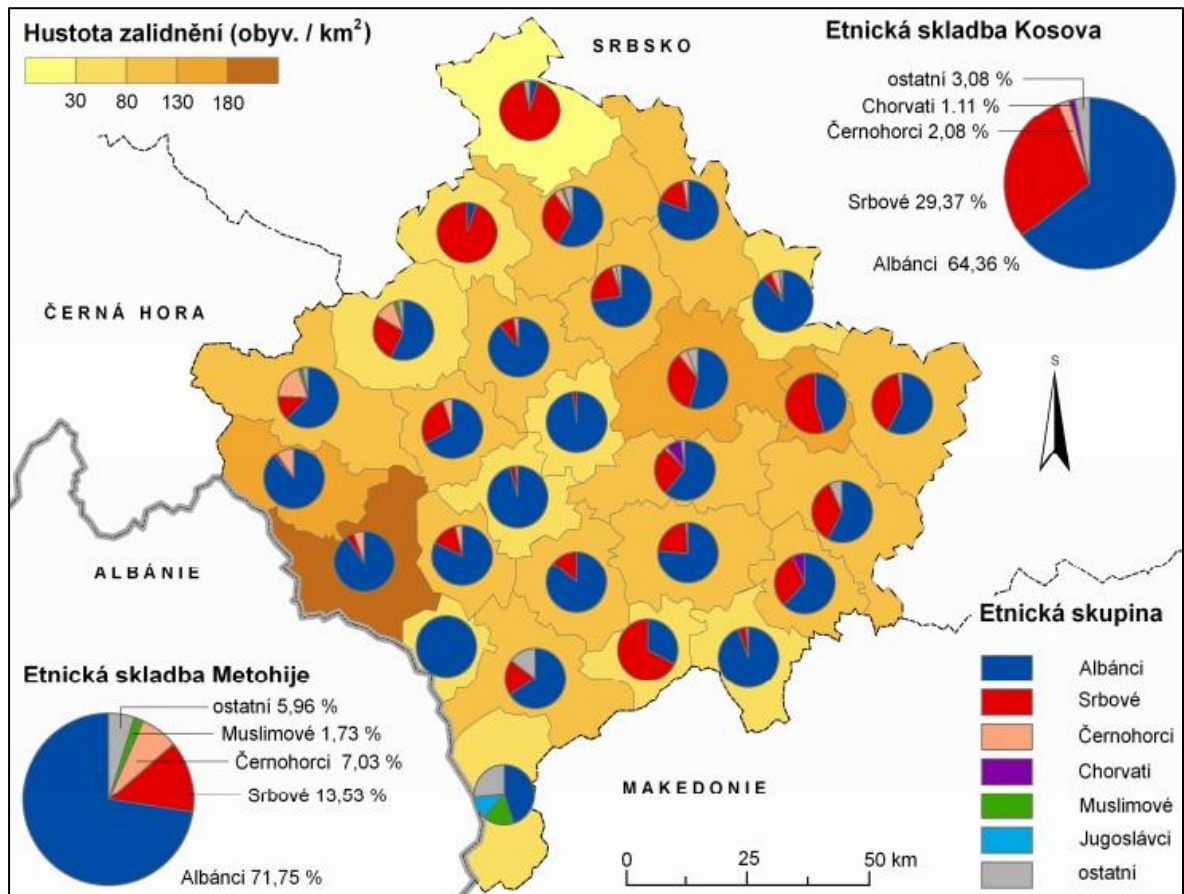 Hustota zalidnění (obyv. / km²)
30 80 130 180
SRBSKO
Etnická skladba Kosova
ostatní 3,08 %
Chorvati 1.11 %
Černohorci 2,08 %
Srbové 29,37 %
Albánci 64,36 %
ČERNÁ HORA
S
ALBÁNIE
Etnická skladba Metohije
ostatní 5,96 %
Muslimové 1,73 %
Černohorci 7,03 %
Srbové 13,53 %
Albánci 71,75 %
MAKEDONIE
0 25 50 km
Etnická skupina
Albánci
Srbové
Černohorci
Chorvati
Muslimové
Jugoslávci
ostatní